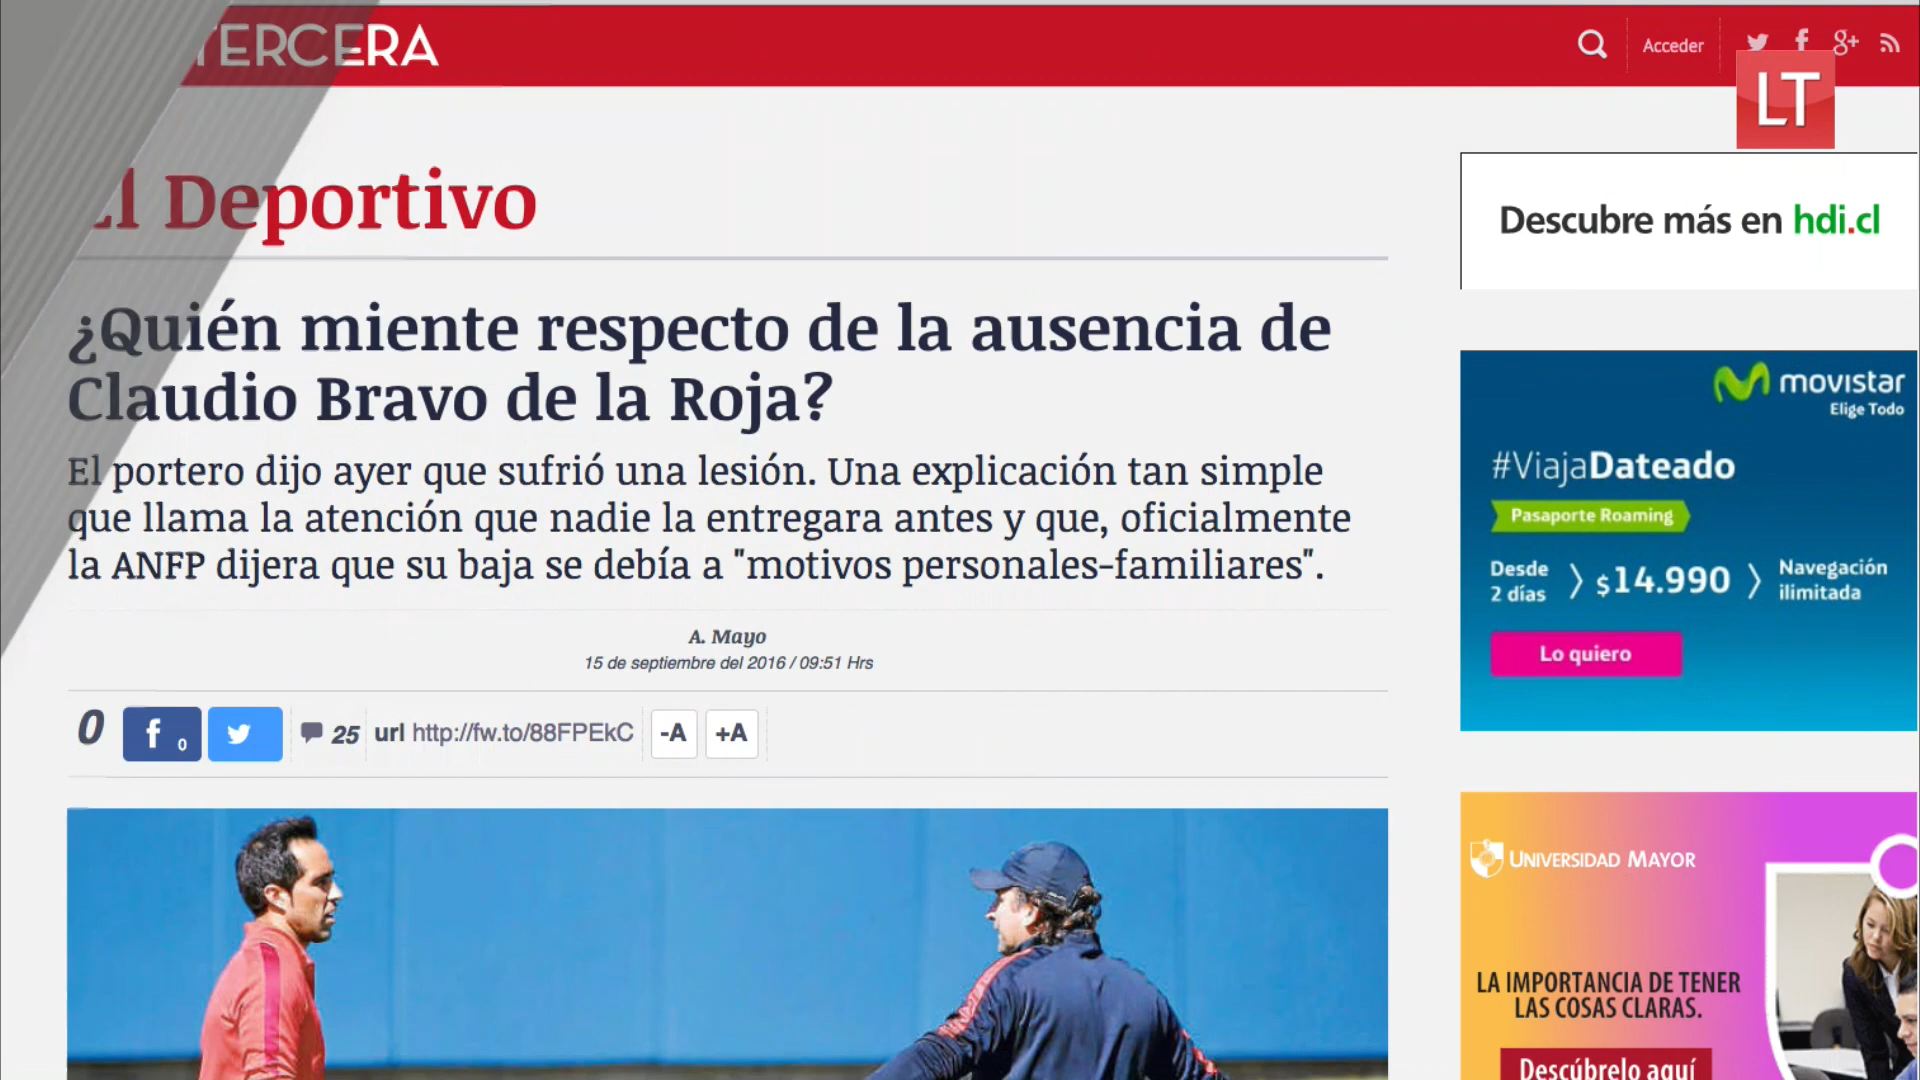 TERCERA
Acceder
LT
El Deportivo
Descubre más en hdi.cl
¿Quién miente respecto de la ausencia de
Claudio Bravo de la Roja?
El portero dijo ayer que sufrió una lesión. Una explicación tan simple
que llama la atención que nadie la entregara antes y que, oficialmente
la ANFP dijera que su baja se debía a "motivos personales-familiares".
A. Mayo
15 de septiembre del 2016 / 09:51 Hrs
0
f 0
25
url http://fw.to/88FPEkC
-A
+A
movistar
Elige Todo
#ViajaDateado
Pasaporte Roaming
Desde
2 días
$14.990
Navegación
ilimitada
Lo quiero
UNIVERSIDAD MAYOR
LA IMPORTANCIA DE TENER
LAS COSAS CLARAS.
Descúbrelo aquí